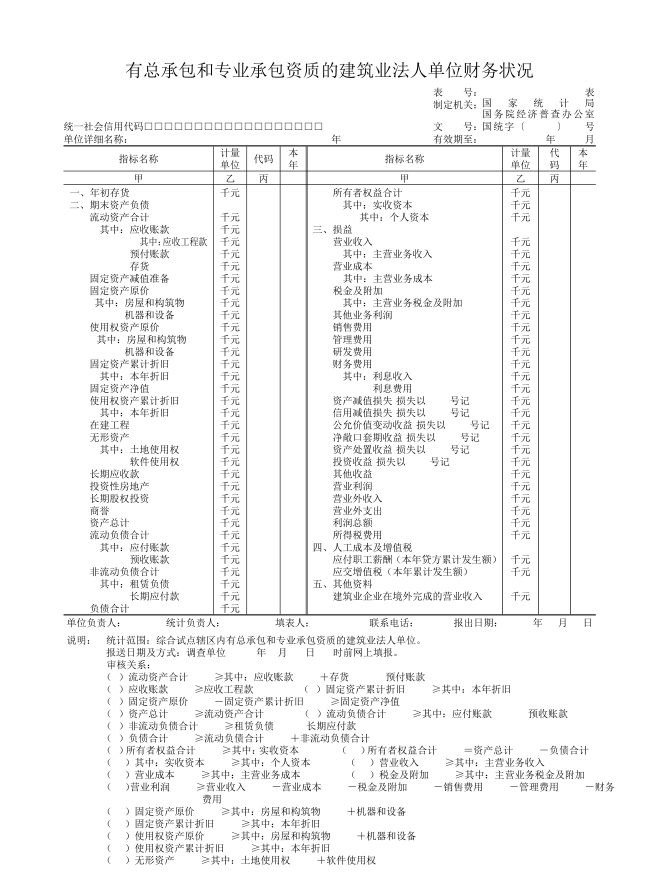 有总承包和专业承包资质的建筑业法人单位财务状况
表　　号：　　　　　　　　　　　表
制定机关：国　家　统　计　局
国务院经济普查办公室
统一社会信用代码□□□□□□□□□□□□□□□□□□　　文　　号：国统字〔　　　〕　　号
单位详细名称：　　　　　　　　　　年　　　　　　　　有效期至：　　　　　　　年　　　月
指标名称　计量单位　代码　本年　指标名称　计量单位　代码　本年
甲　乙　丙　甲　乙　丙
一、年初存货　千元　所有者权益合计　千元
二、期末资产负债　其中：实收资本　千元
流动资产合计　千元　其中：个人资本　千元
其中：应收账款　千元　三、损益
其中：应收工程款　千元　营业收入　千元
预付账款　千元　其中：主营业务收入　千元
存货　千元　营业成本　千元
固定资产减值准备　千元　其中：主营业务成本　千元
固定资产原价　千元　税金及附加　千元
其中：房屋和构筑物　千元　其中：主营业务税金及附加　千元
机器和设备　千元　其他业务利润　千元
使用权资产原价　千元　销售费用　千元
其中：房屋和构筑物　千元　管理费用　千元
机器和设备　千元　研发费用　千元
固定资产累计折旧　千元　财务费用　千元
其中：本年折旧　千元　其中：利息收入　千元
固定资产净值　千元　利息费用　千元
使用权资产累计折旧　千元　资产减值损失 损失以　　号记　千元
其中：本年折旧　千元　信用减值损失 损失以　　号记　千元
在建工程　千元　公允价值变动收益 损失以　　号记　千元
无形资产　千元　净敞口套期收益 损失以　　号记　千元
其中：土地使用权　千元　资产处置收益 损失以　　号记　千元
软件使用权　千元　投资收益 损失以　　号记　千元
长期应收款　千元　其他收益　千元
投资性房地产　千元　营业利润　千元
长期股权投资　千元　营业外收入　千元
商誉　千元　营业外支出　千元
资产总计　千元　利润总额　千元
流动负债合计　千元　所得税费用　千元
其中：应付账款　千元　四、人工成本及增值税
预收账款　千元　应付职工薪酬（本年贷方累计发生额）　千元
非流动负债合计　千元　应交增值税（本年累计发生额）　千元
其中：租赁负债　千元　五、其他资料
长期应付款　千元　建筑业企业在境外完成的营业收入　千元
负债合计　千元
单位负责人：　　　统计负责人：　　　填表人：　　　联系电话：　　　报出日期：　　　年　月　日
说明：　统计范围：综合试点辖区内有总承包和专业承包资质的建筑业法人单位。
报送日期及方式：调查单位　　年　月　日　时前网上填报。
审核关系：
（　）流动资产合计　　≥其中：应收账款　　＋存货　　预付账款
（　）应收账款　　≥应收工程款　　（　）固定资产累计折旧　　≥其中：本年折旧
（　）固定资产原价　　－固定资产累计折旧　　≥固定资产净值
（　）资产总计　　≥流动资产合计　　（　）流动负债合计　　≥其中：应付账款　　预收账款
（　）非流动负债合计　　≥租赁负债　　长期应付款
（　）负债合计　　≥流动负债合计　　＋非流动负债合计
（　）所有者权益合计　　≥其中：实收资本　　（　）所有者权益合计　　＝资产总计　　－负债合计
（　）其中：实收资本　　≥其中：个人资本　　（　）营业收入　　≥其中：主营业务收入
（　）营业成本　　≥其中：主营业务成本　　（　）税金及附加　　≥其中：主营业务税金及附加
（　）营业利润　　≥营业收入　　－营业成本　　－税金及附加　　－销售费用　　－管理费用　　－财务
费用
（　）固定资产原价　　≥其中：房屋和构筑物　　＋机器和设备
（　）固定资产累计折旧　　≥其中：本年折旧
（　）使用权资产原价　　≥其中：房屋和构筑物　　＋机器和设备
（　）使用权资产累计折旧　　≥其中：本年折旧
（　）无形资产　　≥其中：土地使用权　　＋软件使用权